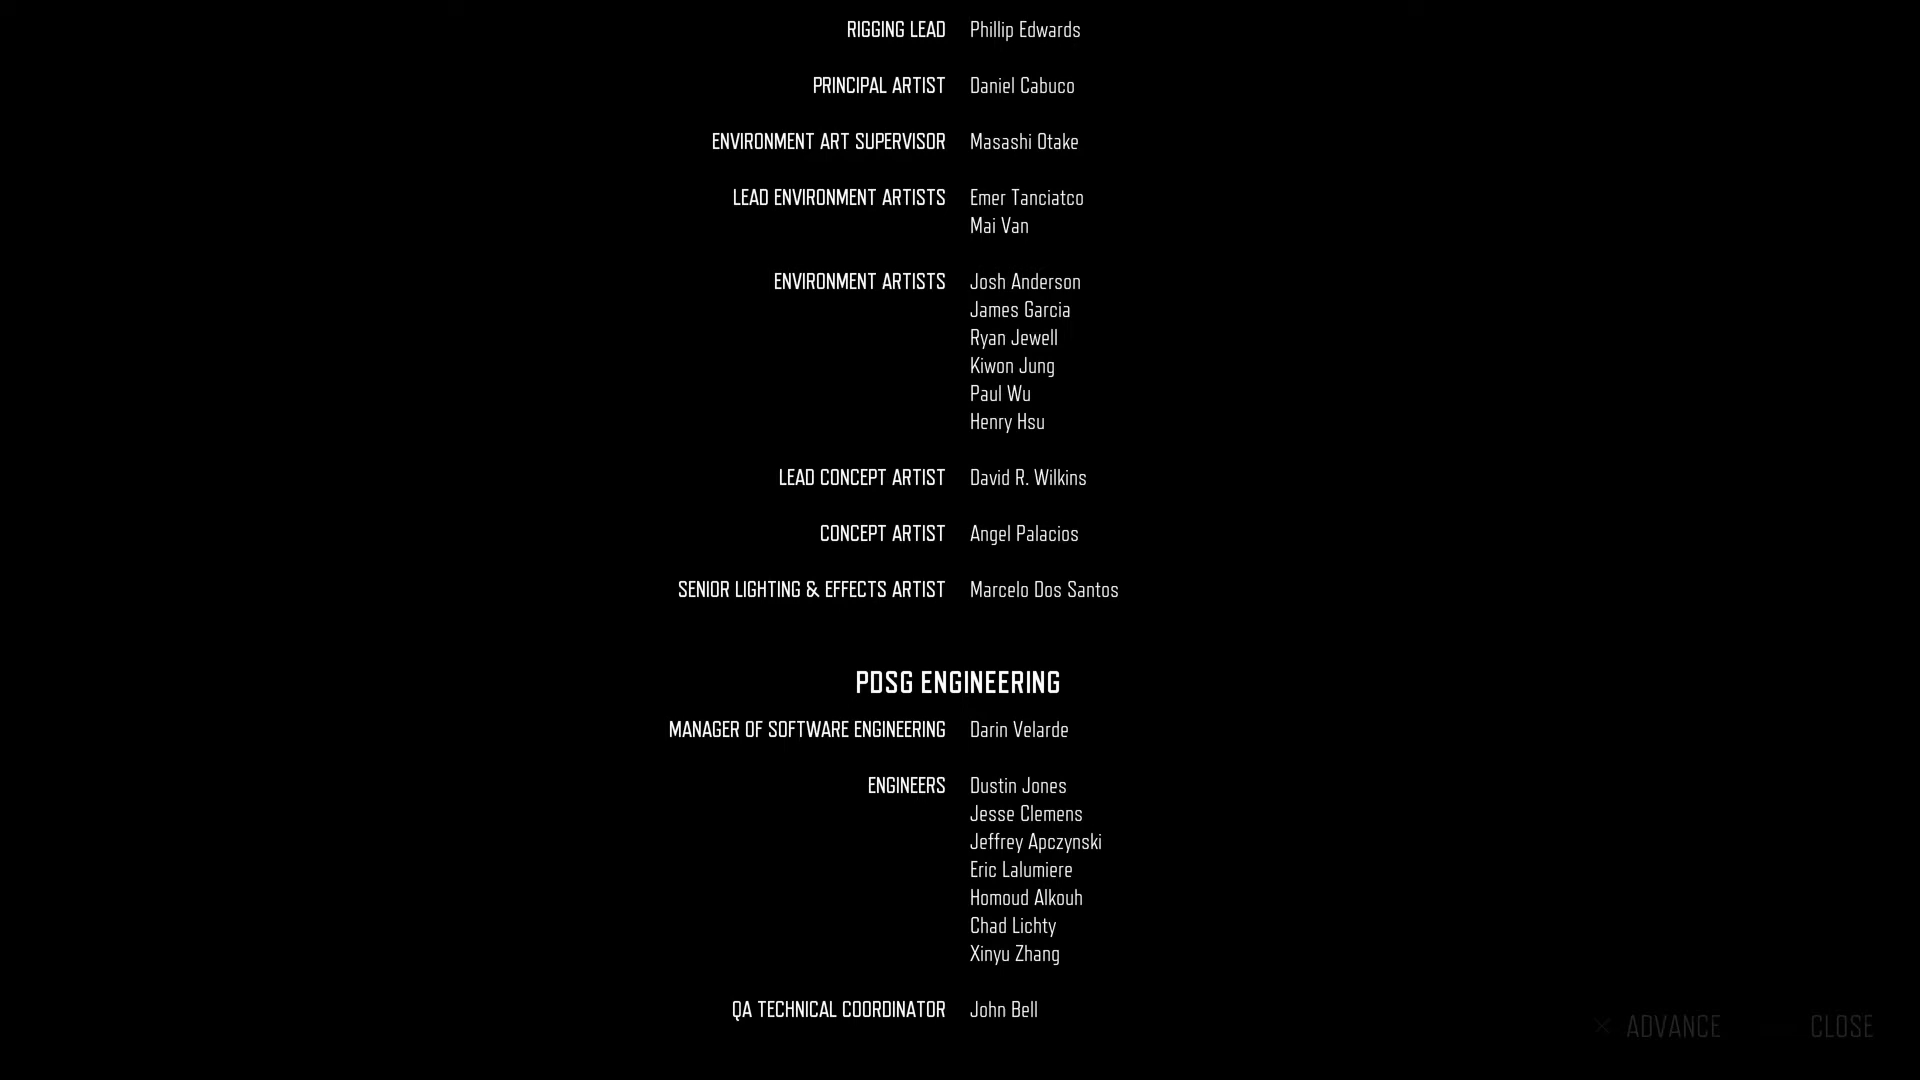 RIGGING LEAD Phillip Edwards
PRINCIPAL ARTIST Daniel Cabuco
ENVIRONMENT ART SUPERVISOR Masashi Otake
LEAD ENVIRONMENT ARTISTS Emer Tanciatco
Mai Van
ENVIRONMENT ARTISTS Josh Anderson
James Garcia
Ryan Jewell
Kiwon Jung
Paul Wu
Henry Hsu
LEAD CONCEPT ARTIST David R. Wilkins
CONCEPT ARTIST Angel Palacios
SENIOR LIGHTING & EFFECTS ARTIST Marcelo Dos Santos
PDSG ENGINEERING
MANAGER OF SOFTWARE ENGINEERING Darin Velarde
ENGINEERS Dustin Jones
Jesse Clemens
Jeffrey Apczynski
Eric Lalumiere
Homoud Alkouh
Chad Lichty
Xinyu Zhang
QA TECHNICAL COORDINATOR John Bell
ADVANCE CLOSE